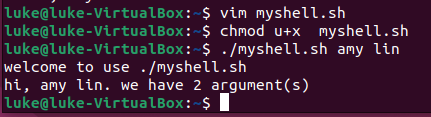 luke@luke-VirtualBox:~$ vim myshell.sh
luke@luke-VirtualBox:~$ chmod u+x  myshell.sh
luke@luke-VirtualBox:~$ ./myshell.sh amy lin
welcome to use ./myshell.sh
hi, amy lin. we have 2 argument(s)
luke@luke-VirtualBox:~$